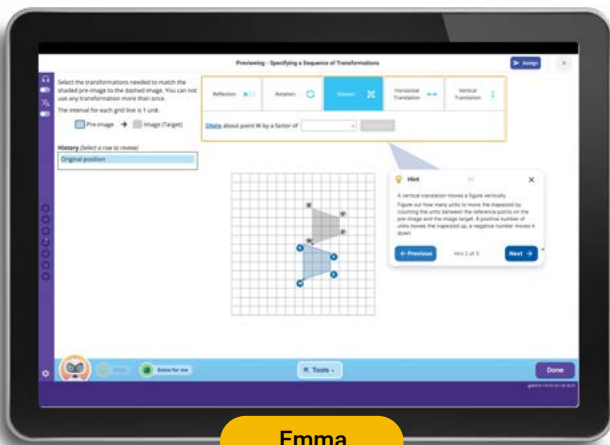 Previewing - Specifying a Sequence of Transformations
Assign
Select the transformations needed to match the
shaded pre-image to the dashed image. You can not
use any transformation more than once.
The interval for each grid line is 1 unit.
Pre-image → Image (Target)
History (Select a row to review)
Original position
Reflection
Rotation
Dilation
Horizontal
Translation
Vertical
Translation
Dilate about point W by a factor of
Hint
A vertical translation moves a figure vertically.
Figure out how many units to move the trapezoid by
counting the units between the reference points on the
pre-image and the image target. A positive number of
units moves the trapezoid up, a negative number moves it
down.
← Previous
Hint 2 of 3
Next →
Solve for me
Tools
Done
Emma